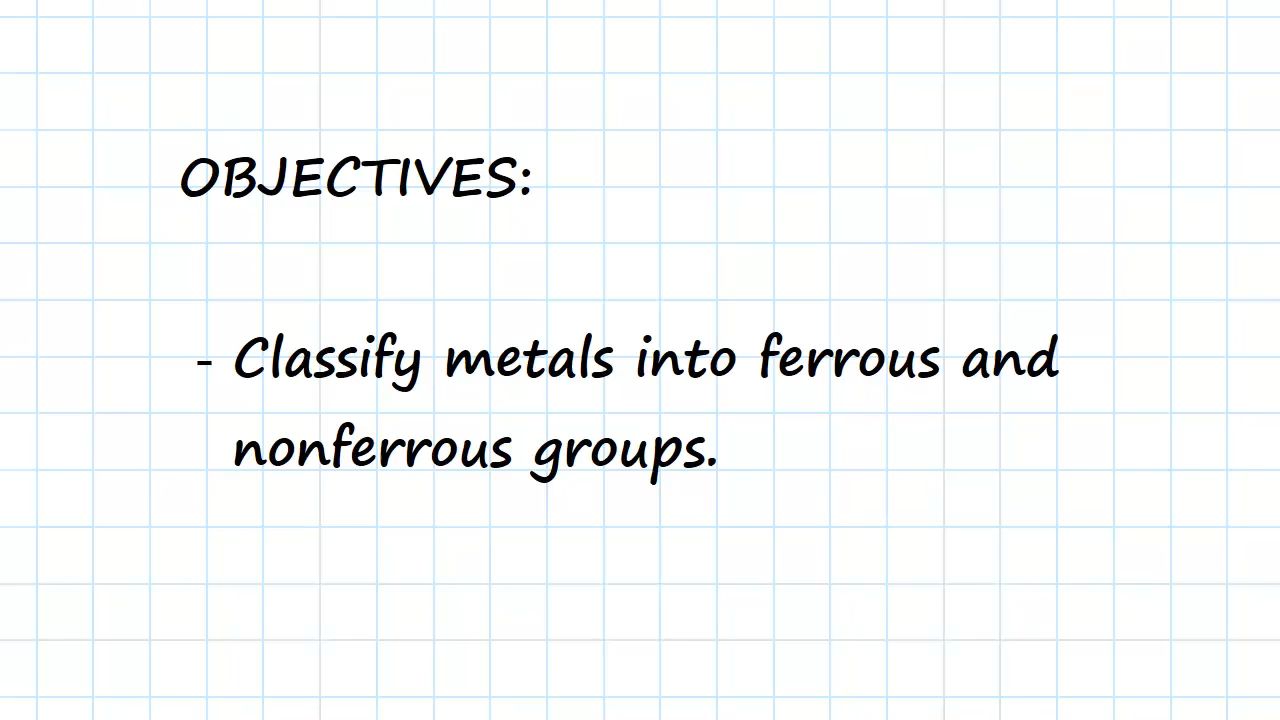 OBJECTIVES:
- Classify metals into ferrous and
nonferrous groups.